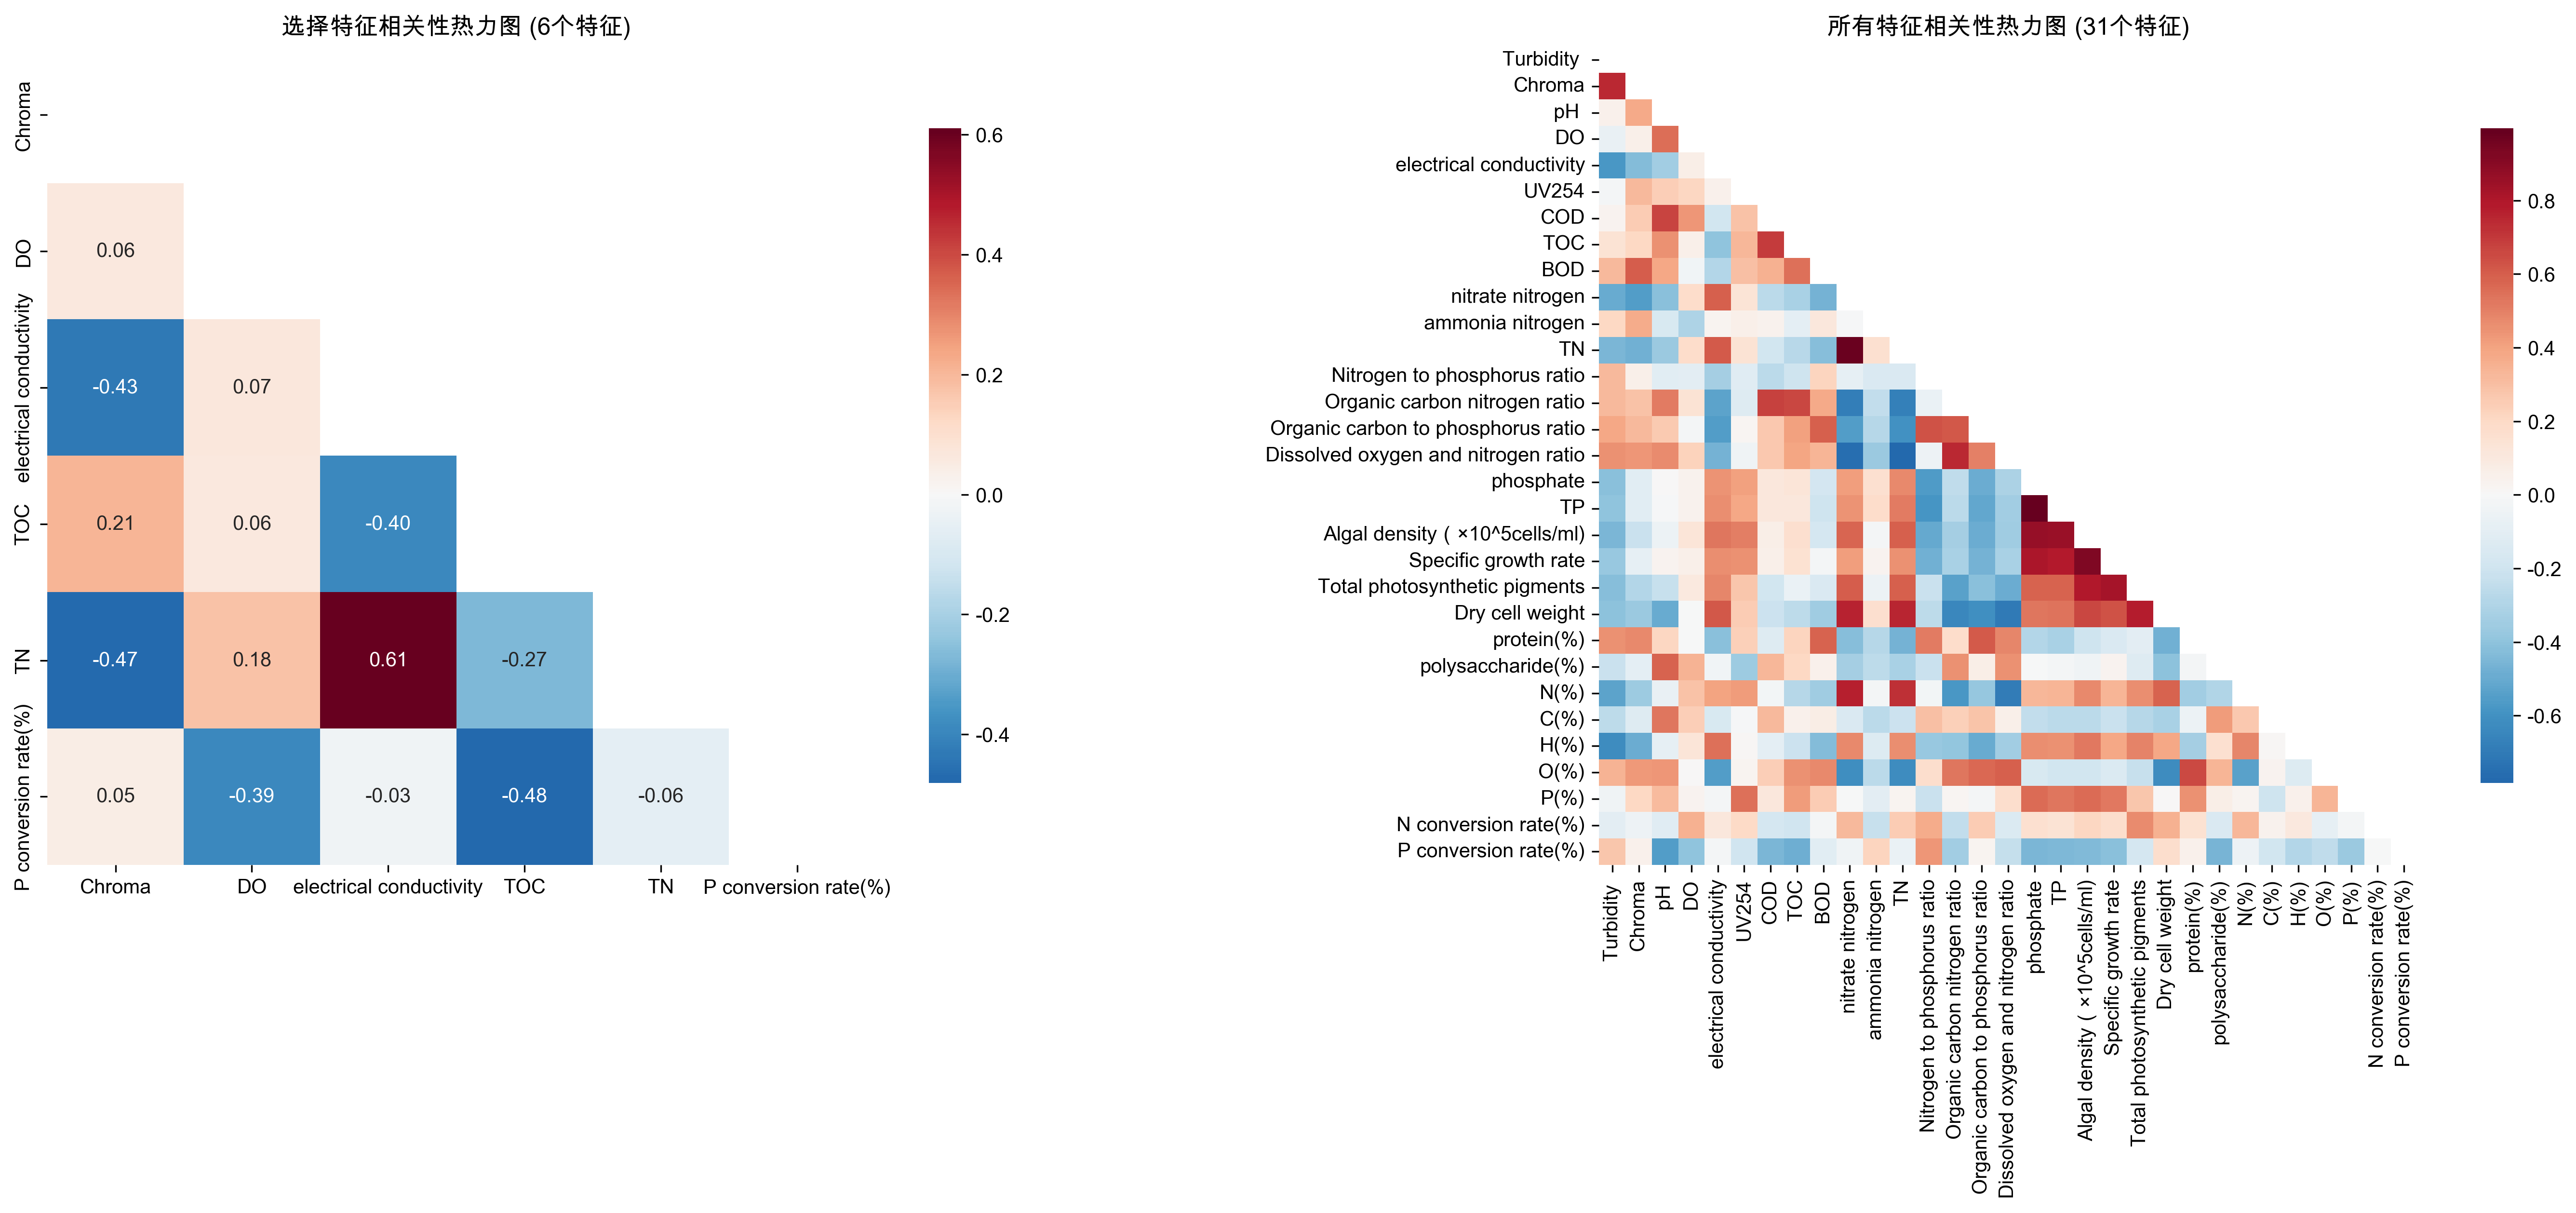 选择特征相关性热力图 (6个特征)
Chroma
DO
electrical conductivity
TOC
TN
P conversion rate(%)
0.06
-0.43 0.07
0.21 0.06 -0.40
-0.47 0.18 0.61 -0.27
0.05 -0.39 -0.03 -0.48 -0.06
Chroma DO electrical conductivity TOC TN P conversion rate(%)
0.6
0.4
0.2
0.0
-0.2
-0.4
所有特征相关性热力图 (31个特征)
Turbidity
Chroma
pH
DO
electrical conductivity
UV254
COD
TOC
BOD
nitrate nitrogen
ammonia nitrogen
TN
Nitrogen to phosphorus ratio
Organic carbon nitrogen ratio
Organic carbon to phosphorus ratio
Dissolved oxygen and nitrogen ratio
phosphate
TP
Algal density ( ×10^5cells/ml)
Specific growth rate
Total photosynthetic pigments
Dry cell weight
protein(%)
polysaccharide(%)
N(%)
C(%)
H(%)
O(%)
P(%)
N conversion rate(%)
P conversion rate(%)
Turbidity
Chroma
pH
DO
electrical conductivity
UV254
COD
TOC
BOD
nitrate nitrogen
ammonia nitrogen
TN
Nitrogen to phosphorus ratio
Organic carbon nitrogen ratio
Organic carbon to phosphorus ratio
Dissolved oxygen and nitrogen ratio
phosphate
TP
Algal density ( ×10^5cells/ml)
Specific growth rate
Total photosynthetic pigments
Dry cell weight
protein(%)
polysaccharide(%)
N(%)
C(%)
H(%)
O(%)
P(%)
N conversion rate(%)
P conversion rate(%)
0.8
0.6
0.4
0.2
0.0
-0.2
-0.4
-0.6